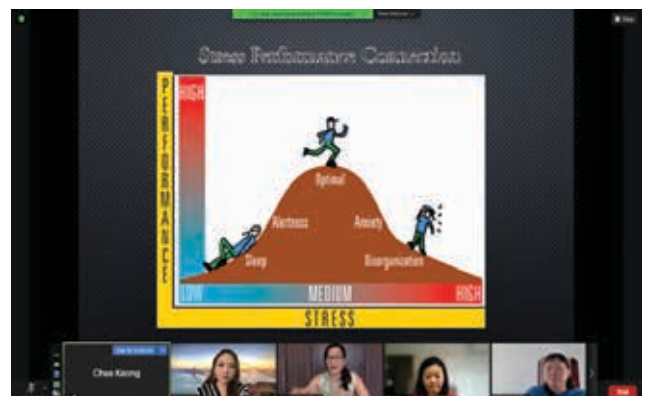 Stress Performance Connection
PERFORMANCE
HIGH
Optimal
Alertness
Anxiety
Sleep
Disorganization
LOW
MEDIUM
HIGH
STRESS
Chee Keong